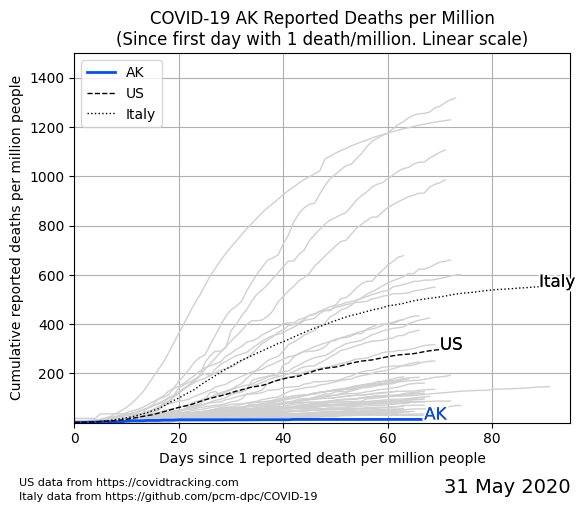 COVID-19 AK Reported Deaths per Million
(Since first day with 1 death/million. Linear scale)
Cumulative reported deaths per million people
1400
1200
1000
800
600
400
200
AK
US
Italy
Italy
US
AK
0
20
40
60
80
Days since 1 reported death per million people
US data from https://covidtracking.com
Italy data from https://github.com/pcm-dpc/COVID-19
31 May 2020